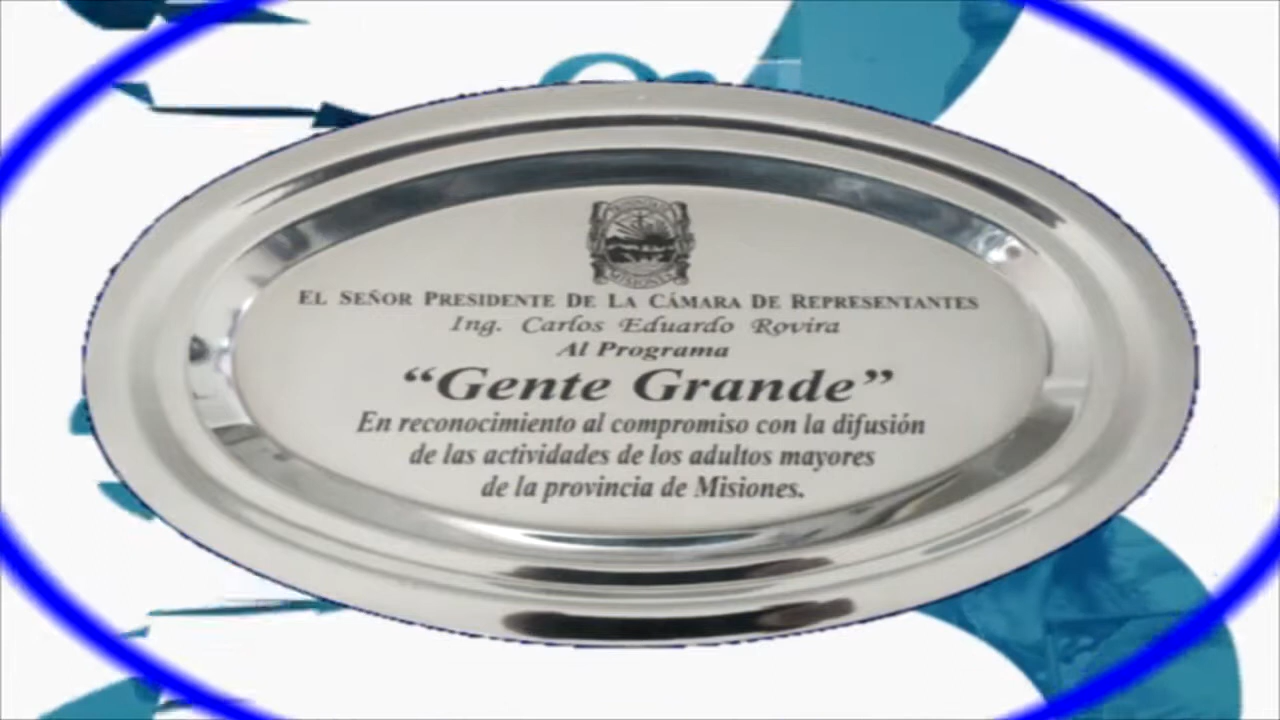 MISIONES
EL SEÑOR PRESIDENTE DE LA CÁMARA DE REPRESENTANTES
Ing. Carlos Eduardo Rovira
Al Programa
“Gente Grande”
En reconocimiento al compromiso con la difusión
de las actividades de los adultos mayores
de la provincia de Misiones.